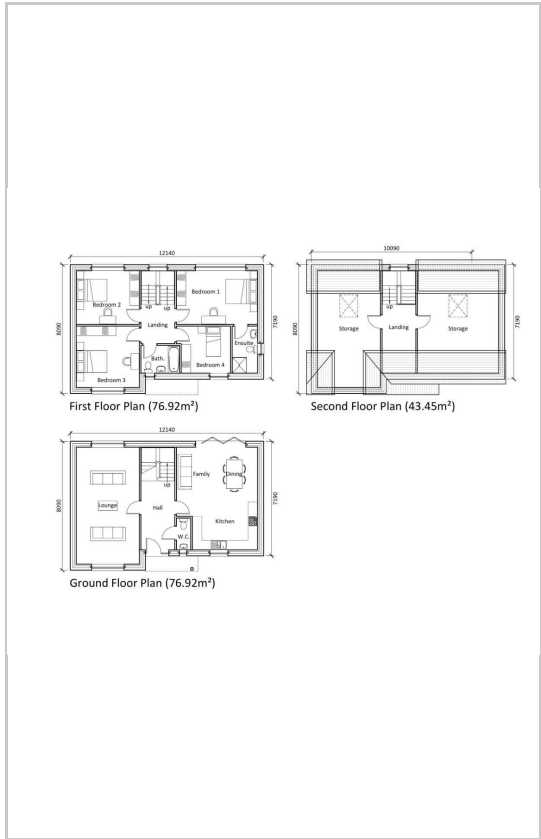 12140
Bedroom 1
Bedroom 2
up
up
8090
7190
Landing
Ensuite
Bath.
Bedroom 4
Bedroom 3
First Floor Plan (76.92m²)
10090
up
8090
7190
Storage
Landing
Storage
Second Floor Plan (43.45m²)
12140
Family
Dining
up
8090
7190
Lounge
Hall
Kitchen
W.C.
Ground Floor Plan (76.92m²)